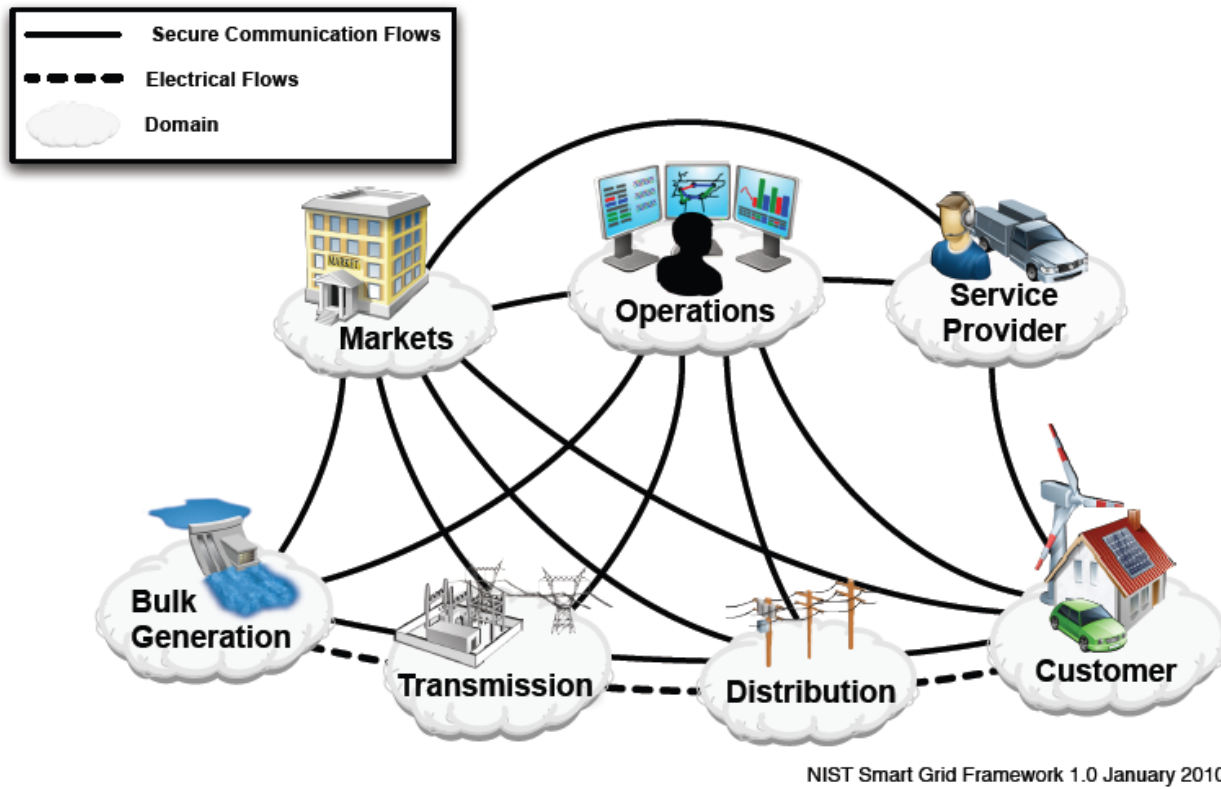 Secure Communication Flows
Electrical Flows
Domain
MARKET
Markets
Operations
Service
Provider
Bulk
Generation
Transmission
Distribution
Customer
NIST Smart Grid Framework 1.0 January 2010